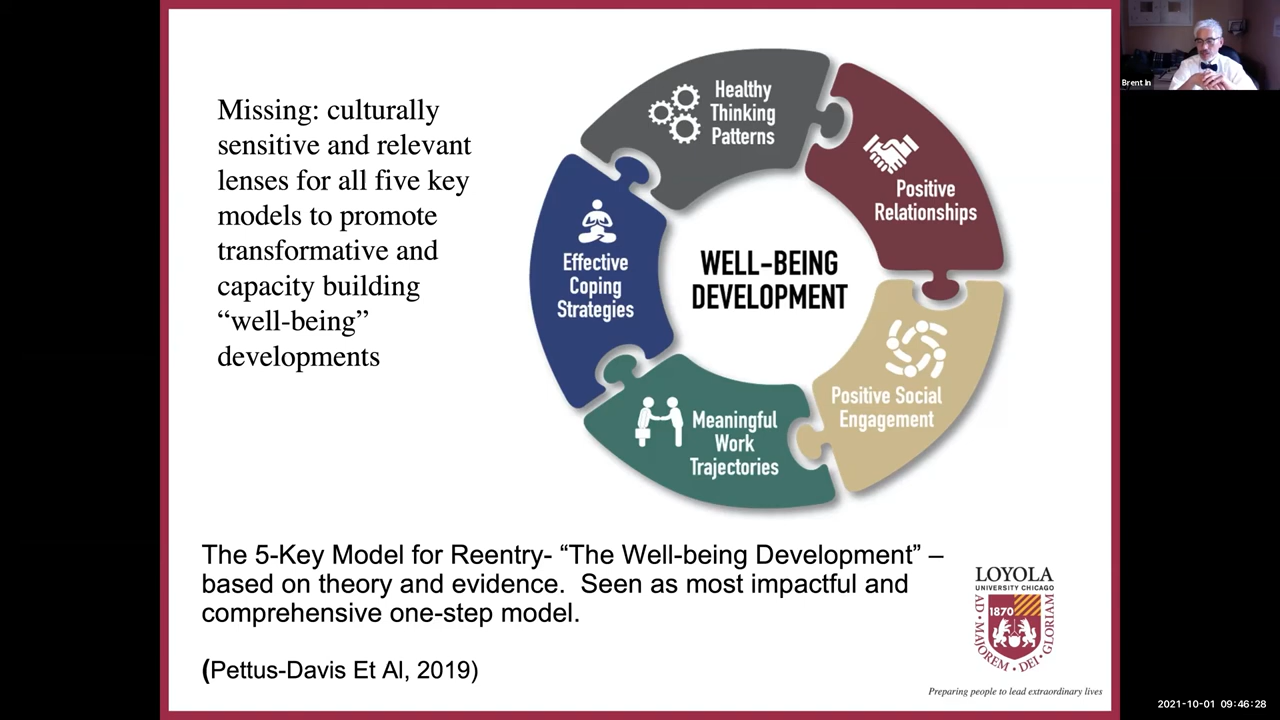 Missing: culturally
sensitive and relevant
lenses for all five key
models to promote
transformative and
capacity building
“well-being”
developments
Healthy
Thinking
Patterns
Positive
Relationships
Effective
Coping
Strategies
WELL-BEING
DEVELOPMENT
Positive Social
Engagement
Meaningful
Work
Trajectories
The 5-Key Model for Reentry- “The Well-being Development” –
based on theory and evidence.  Seen as most impactful and
comprehensive one-step model.
(Pettus-Davis Et Al, 2019)
LOYOLA
UNIVERSITY CHICAGO
1870
AD • MAJOREM • DEI • GLORIAM
Preparing people to lead extraordinary lives
Brent In
2021-10-01 09:46:28